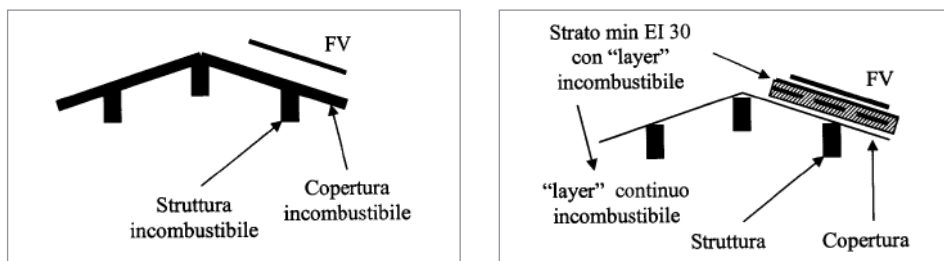 FV
Struttura
incombustibile
Copertura
incombustibile
Strato min EI 30
con “layer”
incombustibile
FV
“layer” continuo
incombustibile
Struttura
Copertura